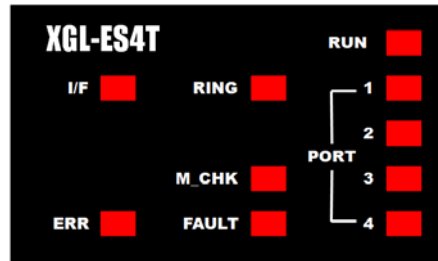 XGL-ES4T
RUN
I/F
RING
1
2
PORT
M_CHK
3
ERR
FAULT
4